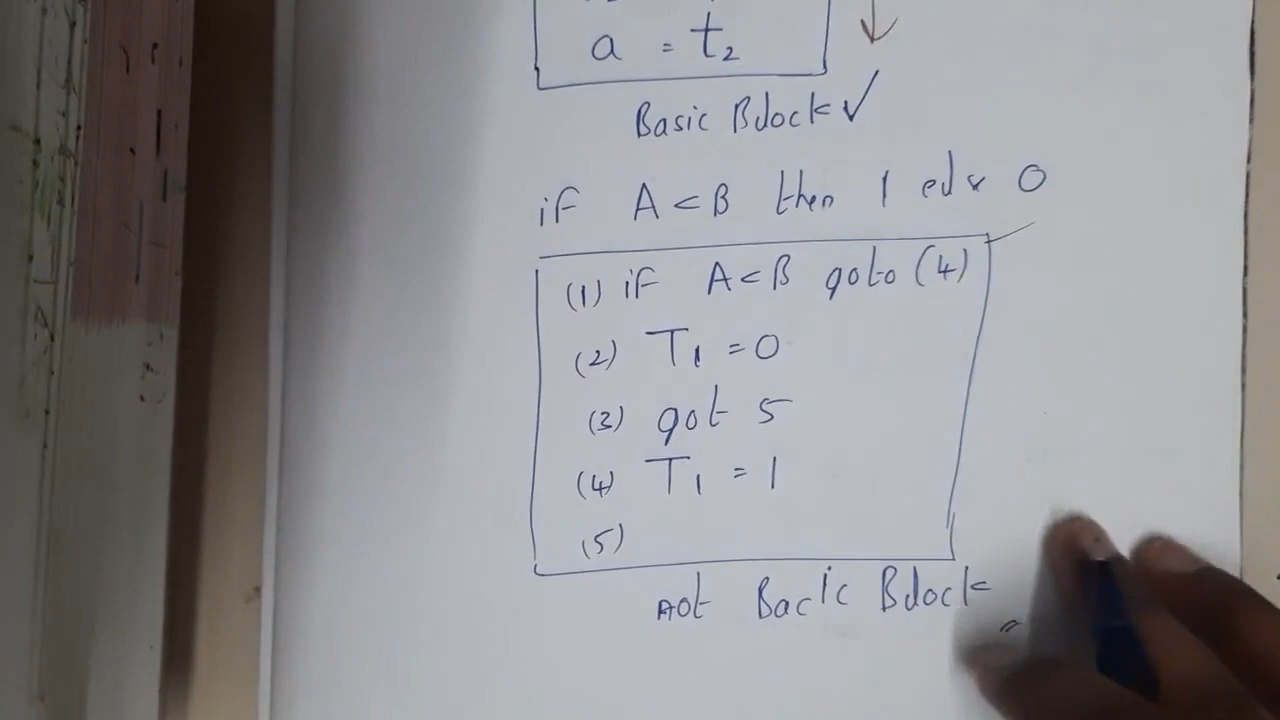 a = t₂
Basic Block ✓
if A < B then 1 else 0
(1) if A < B goto (4)
(2) T₁ = 0
(3) got 5
(4) T₁ = 1
(5)
not Basic Block